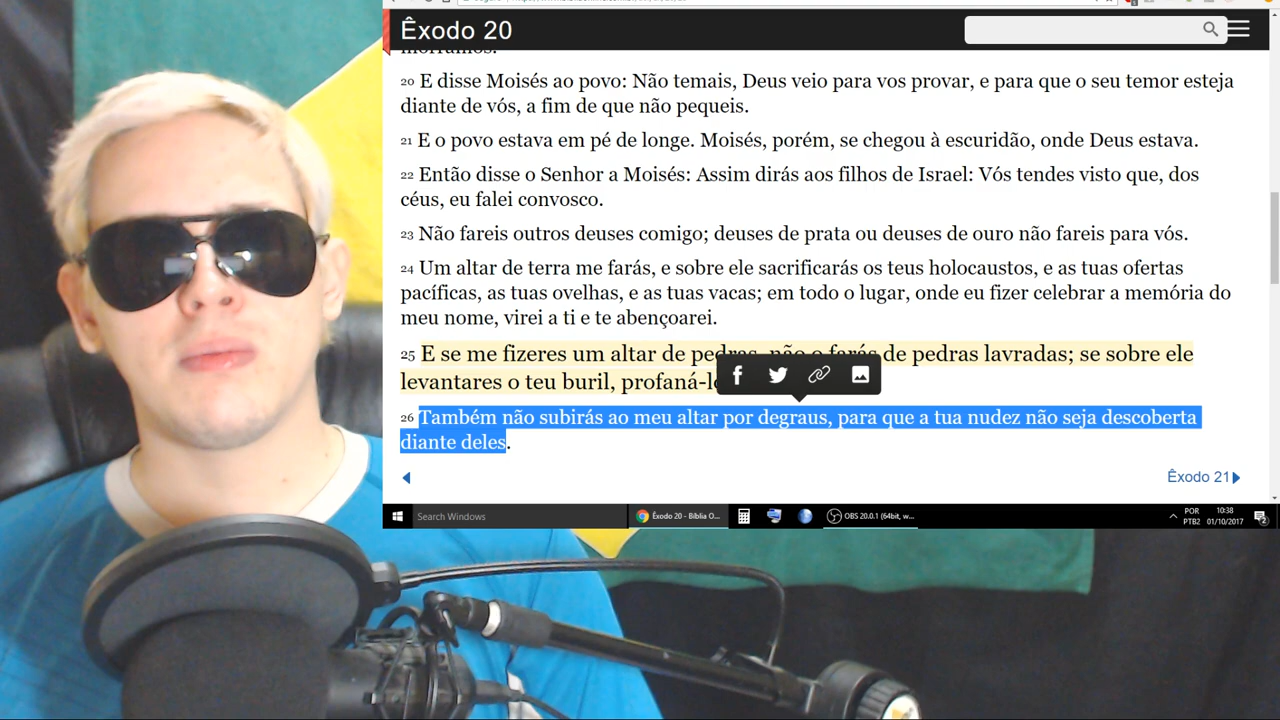 Êxodo 20
20 E disse Moisés ao povo: Não temais, Deus veio para vos provar, e para que o seu temor esteja
diante de vós, a fim de que não pequeis.
21 E o povo estava em pé de longe. Moisés, porém, se chegou à escuridão, onde Deus estava.
22 Então disse o Senhor a Moisés: Assim dirás aos filhos de Israel: Vós tendes visto que, dos
céus, eu falei convosco.
23 Não fareis outros deuses comigo; deuses de prata ou deuses de ouro não fareis para vós.
24 Um altar de terra me farás, e sobre ele sacrificarás os teus holocaustos, e as tuas ofertas
pacíficas, as tuas ovelhas, e as tuas vacas; em todo o lugar, onde eu fizer celebrar a memória do
meu nome, virei a ti e te abençoarei.
25 E se me fizeres um altar de pedras, não o farás de pedras lavradas; se sobre ele
levantares o teu buril,
26 Também não subirás ao meu altar por degraus, para que a tua nudez não seja descoberta
diante deles.
Êxodo 21
Search Windows
Êxodo 20 - Bíblia O...
OBS 20.0.1 (64bit, w...
POR
PTB2
10:38
01/10/2017
2